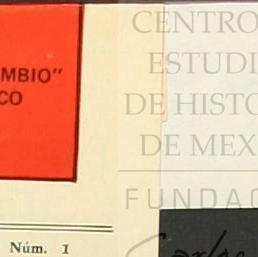 MBIO"
CO
Núm. 1
CENTRO
ESTUDI
DE HISTO
DE MEX
FUNDAC